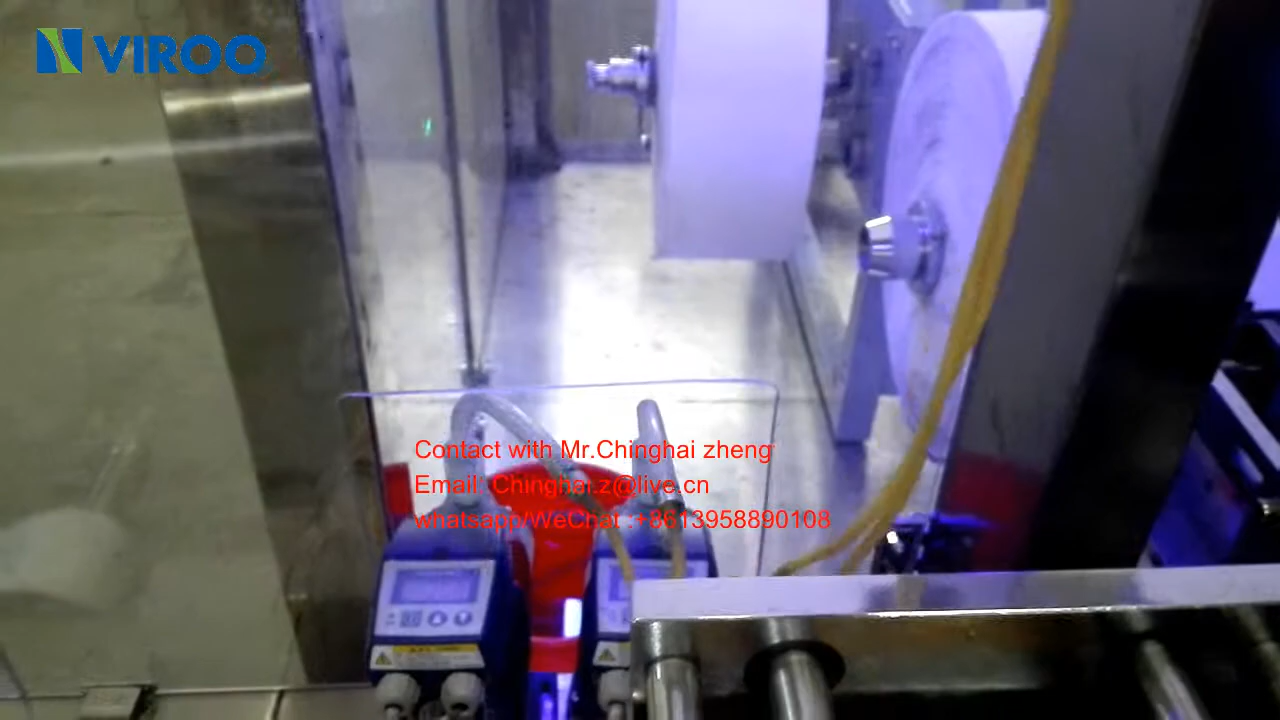 VIROO
Contact with Mr.Chinghai zheng
Email: Chinghai.z@live.cn
whatsapp/WeChat :+8613958890108